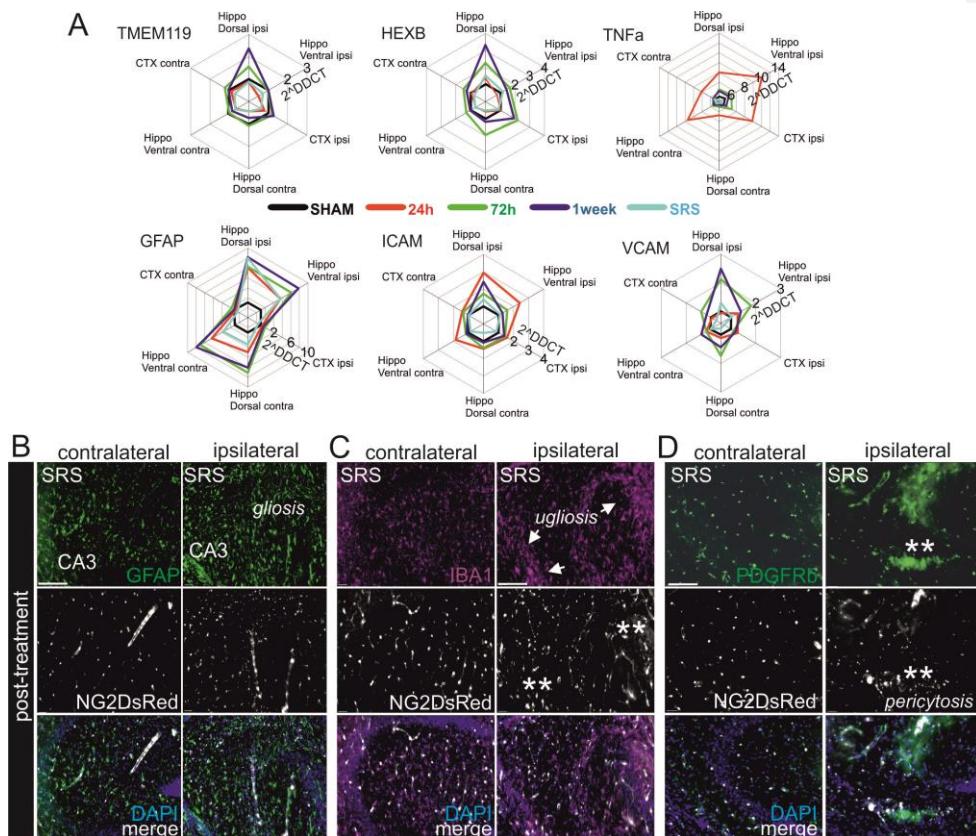 A
TMEM119
Hippo
Dorsal ipsi
Hippo
Ventral ipsi
3
2
2^DDCT
CTX contra
CTX ipsi
Hippo
Ventral contra
Hippo
Dorsal contra
HEXB
Hippo
Dorsal ipsi
Hippo
Ventral ipsi
4
3
2
2^DDCT
CTX contra
CTX ipsi
Hippo
Ventral contra
Hippo
Dorsal contra
TNFa
Hippo
Dorsal ipsi
Hippo
Ventral ipsi
14
10
8
6
2^DDCT
CTX contra
CTX ipsi
Hippo
Ventral contra
Hippo
Dorsal contra
SHAM 24h 72h 1week SRS
GFAP
Hippo
Dorsal ipsi
Hippo
Ventral ipsi
CTX contra
2
6
10
2^DDCT
CTX ipsi
Hippo
Ventral contra
Hippo
Dorsal contra
ICAM
Hippo
Dorsal ipsi
Hippo
Ventral ipsi
CTX contra
2^DDCT
2
3
4
CTX ipsi
Hippo
Ventral contra
Hippo
Dorsal contra
VCAM
Hippo
Dorsal ipsi
Hippo
Ventral ipsi
3
2
2^DDCT
CTX contra
CTX ipsi
Hippo
Ventral contra
Hippo
Dorsal contra
post-treatment
B
contralateral ipsilateral
SRS
CA3
GFAP
SRS
gliosis
CA3
NG2DsRed
DAPI
merge
C
contralateral ipsilateral
SRS
IBA1
SRS
ugliosis
NG2DsRed
**
**
DAPI
merge
D
contralateral ipsilateral
SRS
PDGFRb
SRS
**
NG2DsRed
**
pericytosis
DAPI
merge
DAPI
merge